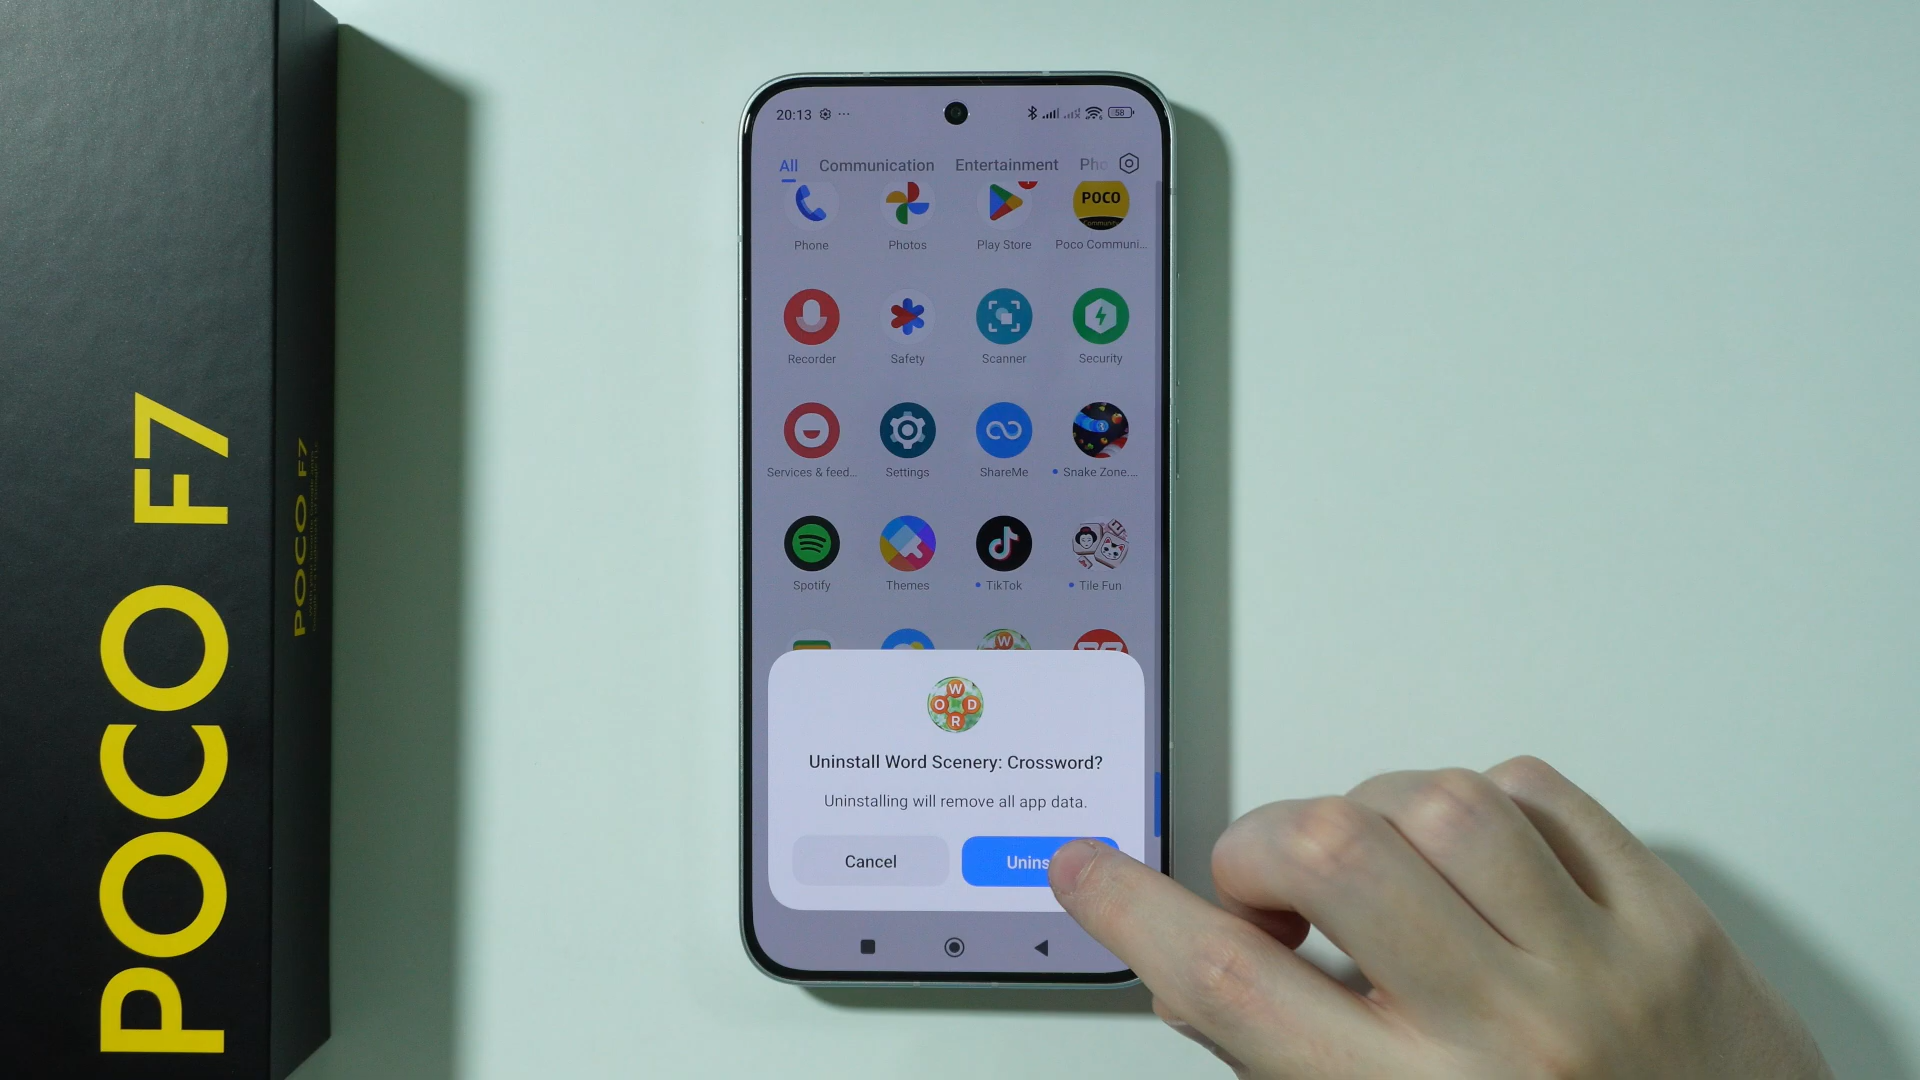 POCO F7
POCO F7
20:13
58
All Communication Entertainment Pho
POCO
Phone Photos Play Store Poco Communi...
Recorder Safety Scanner Security
Services & feed... Settings ShareMe Snake Zone....
Spotify Themes TikTok Tile Fun
W
W
O D
R
Uninstall Word Scenery: Crossword?
Uninstalling will remove all app data.
Cancel Unins